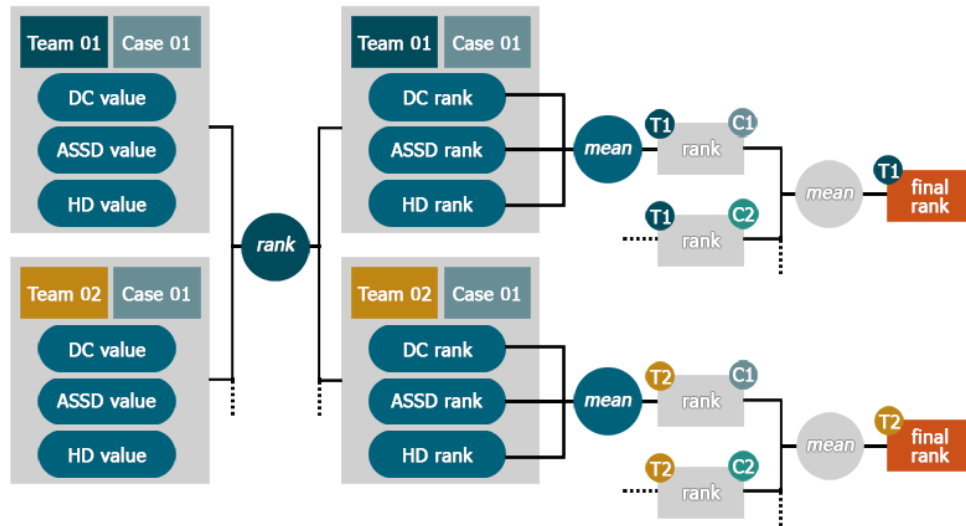 Team 01 Case 01
DC value
ASSD value
HD value
Team 02 Case 01
DC value
ASSD value
HD value
rank
Team 01 Case 01
DC rank
ASSD rank
HD rank
Team 02 Case 01
DC rank
ASSD rank
HD rank
mean
T1 C1
rank
T1 C2
rank
mean
T1
final
rank
mean
T2 C1
rank
T2 C2
rank
mean
T2
final
rank